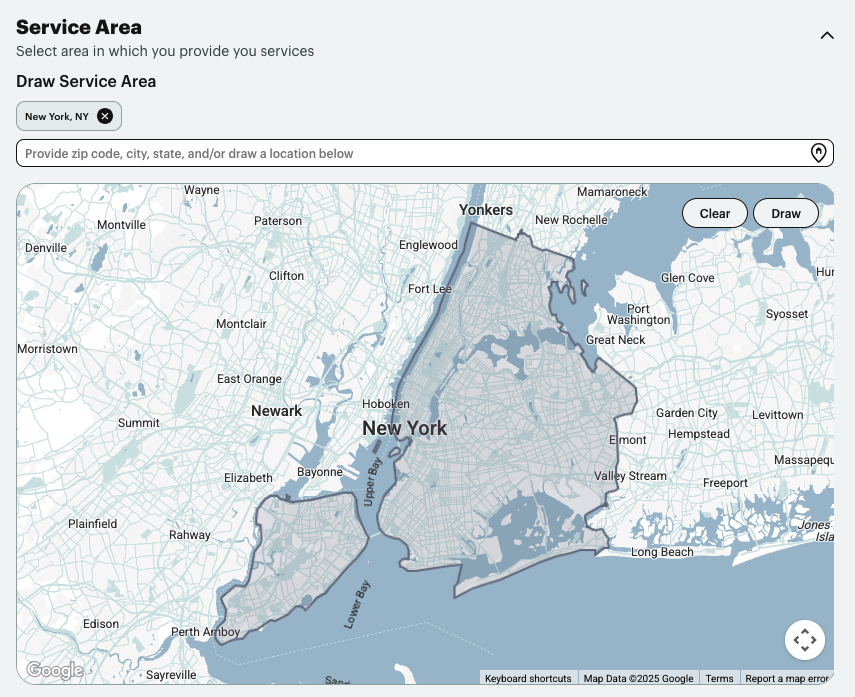 Service Area
Select area in which you provide you services
Draw Service Area
New York, NY
Provide zip code, city, state, and/or draw a location below
Clear
Draw
Wayne
Yonkers
Mamaroneck
Montville
Paterson
New Rochelle
Denville
Englewood
Hun
Clifton
Fort Lee
Glen Cove
Port
Washington
Syosset
Montclair
Great Neck
Morristown
East Orange
Hoboken
Newark
Garden City
Levittown
Summit
New York
Elmont
Hempstead
Massapequ
Bayonne
Elizabeth
Upper Bay
Valley Stream
Freeport
Plainfield
Rahway
Jones
Isla
Long Beach
Lower Bay
Edison
Perth Amboy
Sayreville
Sand
Google
Keyboard shortcuts
Map Data ©2025 Google
Terms
Report a map error